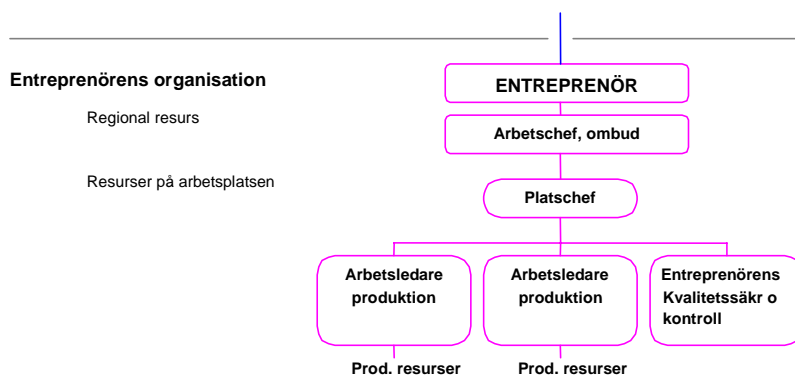 Entreprenörens organisation
ENTREPRENÖR
Regional resurs
Arbetschef, ombud
Resurser på arbetsplatsen
Platschef
Arbetsledare
produktion
Arbetsledare
produktion
Entreprenörens
Kvalitetssäkr o
kontroll
Prod. resurser
Prod. resurser